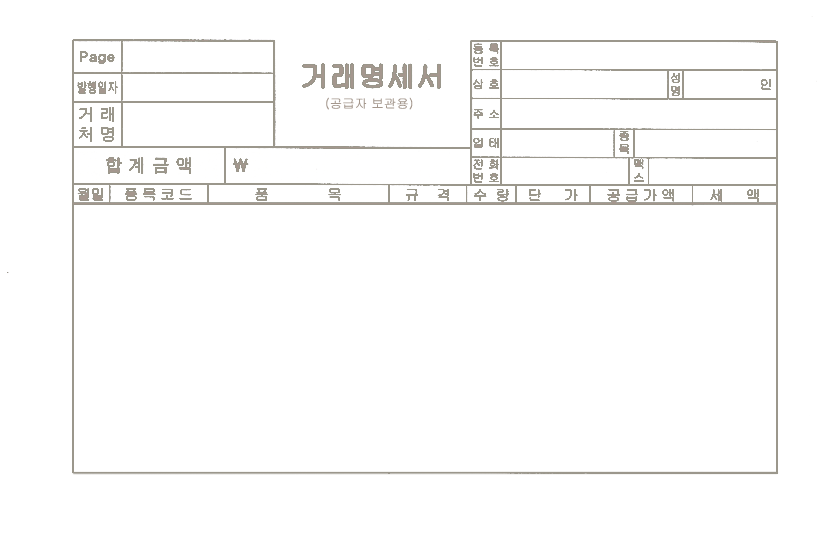 Page
발행일자
거래
처명
거래명세서
(공급자 보관용)
등록
번호
상호
성명
인
주소
업태
종목
전화
번호
팩스
합계금액 ₩
월일 품목코드 품 목 규 격 수 량 단 가 공급가액 세 액